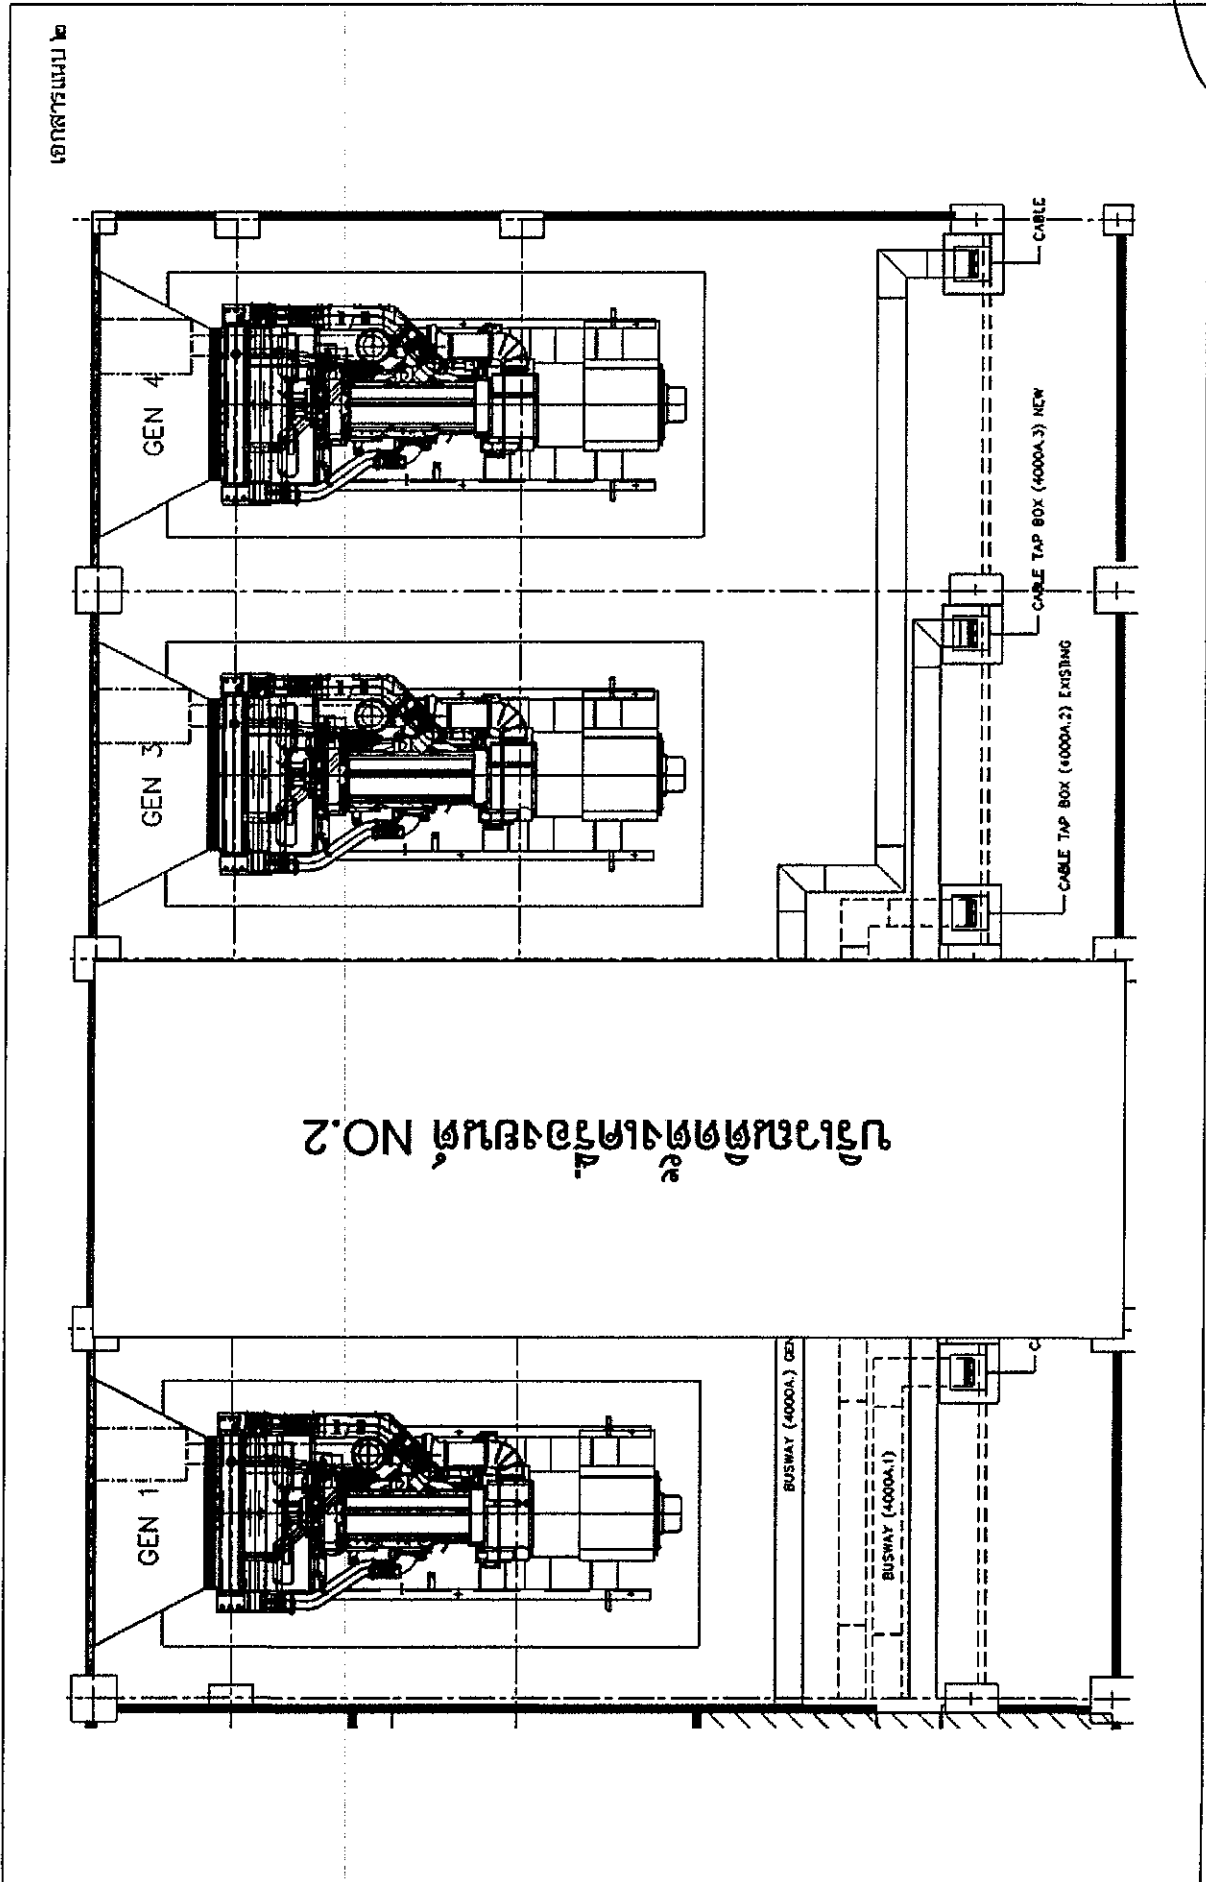 เอกสารแนบ ๒
GEN 4
CABLE
CABLE TAP BOX (4000A.3) NEW
GEN 3
CABLE TAP BOX (4000A.2) EXISTING
บริเวณติดตั้งเครื่องยนต์ NO.2
GEN 1
BUSWAY (4000A.) GEN
BUSWAY (4000A.1)